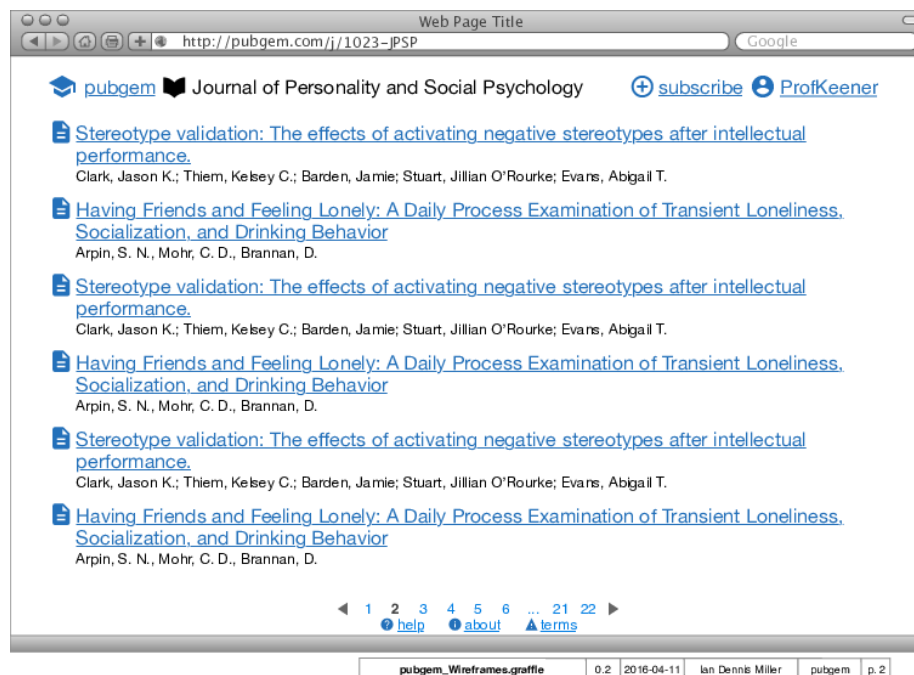 Web Page Title
http://pubgem.com/j/1023-JPSP Google
pubgem Journal of Personality and Social Psychology subscribe ProfKeener
Stereotype validation: The effects of activating negative stereotypes after intellectual
performance.
Clark, Jason K.; Thiem, Kelsey C.; Barden, Jamie; Stuart, Jillian O'Rourke; Evans, Abigail T.
Having Friends and Feeling Lonely: A Daily Process Examination of Transient Loneliness,
Socialization, and Drinking Behavior
Arpin, S. N., Mohr, C. D., Brannan, D.
Stereotype validation: The effects of activating negative stereotypes after intellectual
performance.
Clark, Jason K.; Thiem, Kelsey C.; Barden, Jamie; Stuart, Jillian O'Rourke; Evans, Abigail T.
Having Friends and Feeling Lonely: A Daily Process Examination of Transient Loneliness,
Socialization, and Drinking Behavior
Arpin, S. N., Mohr, C. D., Brannan, D.
Stereotype validation: The effects of activating negative stereotypes after intellectual
performance.
Clark, Jason K.; Thiem, Kelsey C.; Barden, Jamie; Stuart, Jillian O'Rourke; Evans, Abigail T.
Having Friends and Feeling Lonely: A Daily Process Examination of Transient Loneliness,
Socialization, and Drinking Behavior
Arpin, S. N., Mohr, C. D., Brannan, D.
1 2 3 4 5 6 ... 21 22
help about terms
pubgem_Wireframes.graffle 0.2 2016-04-11 Ian Dennis Miller pubgem p. 2